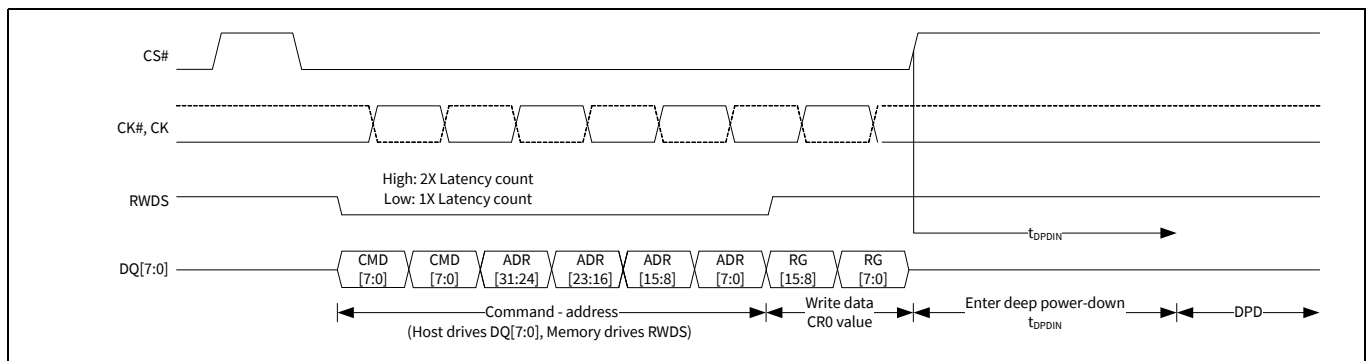 CS#
CK#, CK
High: 2X Latency count
Low: 1X Latency count
RWDS
tDPDIN
DQ[7:0]
CMD [7:0]
CMD [7:0]
ADR [31:24]
ADR [23:16]
ADR [15:8]
ADR [7:0]
RG [15:8]
RG [7:0]
Command - address
(Host drives DQ[7:0], Memory drives RWDS)
Write data
CR0 value
Enter deep power-down
tDPDIN
DPD